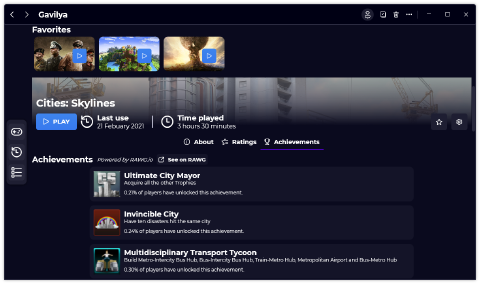 Gavilya
Favorites
Cities: Skylines
PLAY
Last use
21 Febuary 2021
Time played
3 hours 30 minutes
About
Ratings
Achievements
Achievements
Powered by RAWG.io
See on RAWG
Ultimate City Mayor
Acquire all the other Trophies
0.21% of players have unlocked this achievement.
Invincible City
Have ten disasters hit the same city
0.24% of players have unlocked this achievement.
Multidisciplinary Transport Tycoon
Build Metro-Intercity Bus Hub, Bus-Intercity Bus Hub, Train-Metro Hub, Metropolitan Airport and Bus-Metro Hub
0.30% of players have unlocked this achievement.